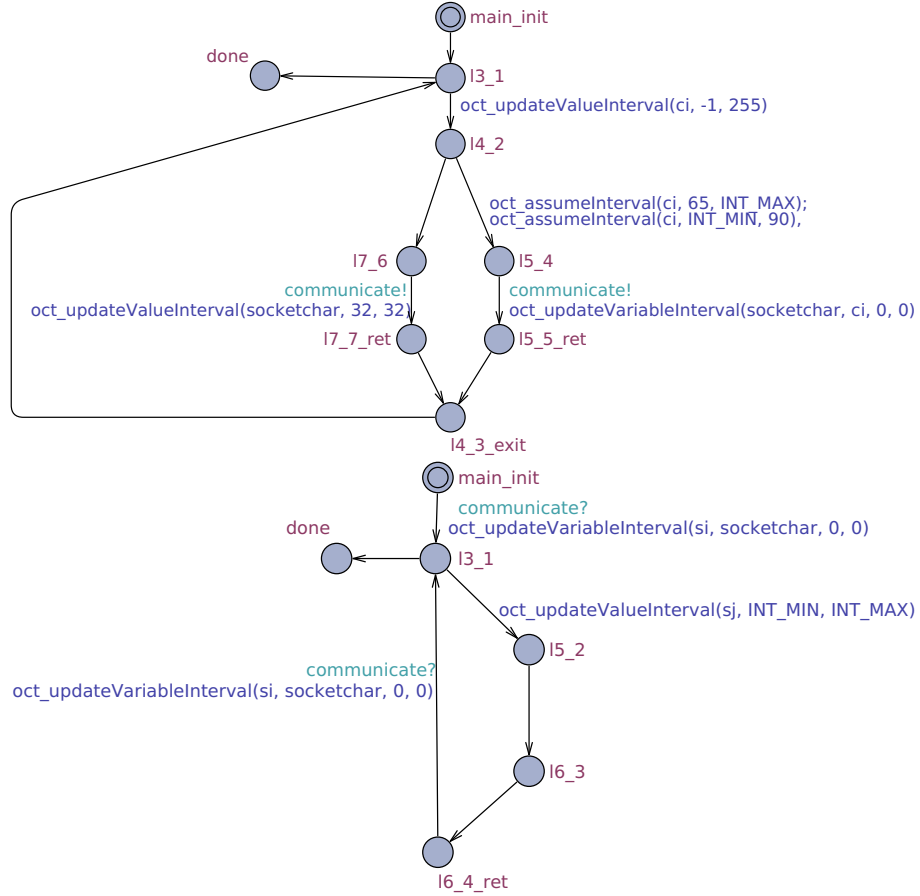 main_init
done
l3_1
oct_updateValueInterval(ci, -1, 255)
l4_2
oct_assumeInterval(ci, 65, INT_MAX);
oct_assumeInterval(ci, INT_MIN, 90),
l7_6
l5_4
communicate!
communicate!
oct_updateValueInterval(socketchar, 32, 32)
oct_updateVariableInterval(socketchar, ci, 0, 0)
l7_7_ret
l5_5_ret
l4_3_exit
main_init
communicate?
oct_updateVariableInterval(si, socketchar, 0, 0)
done
l3_1
oct_updateValueInterval(sj, INT_MIN, INT_MAX)
l5_2
communicate?
oct_updateVariableInterval(si, socketchar, 0, 0)
l6_3
l6_4_ret